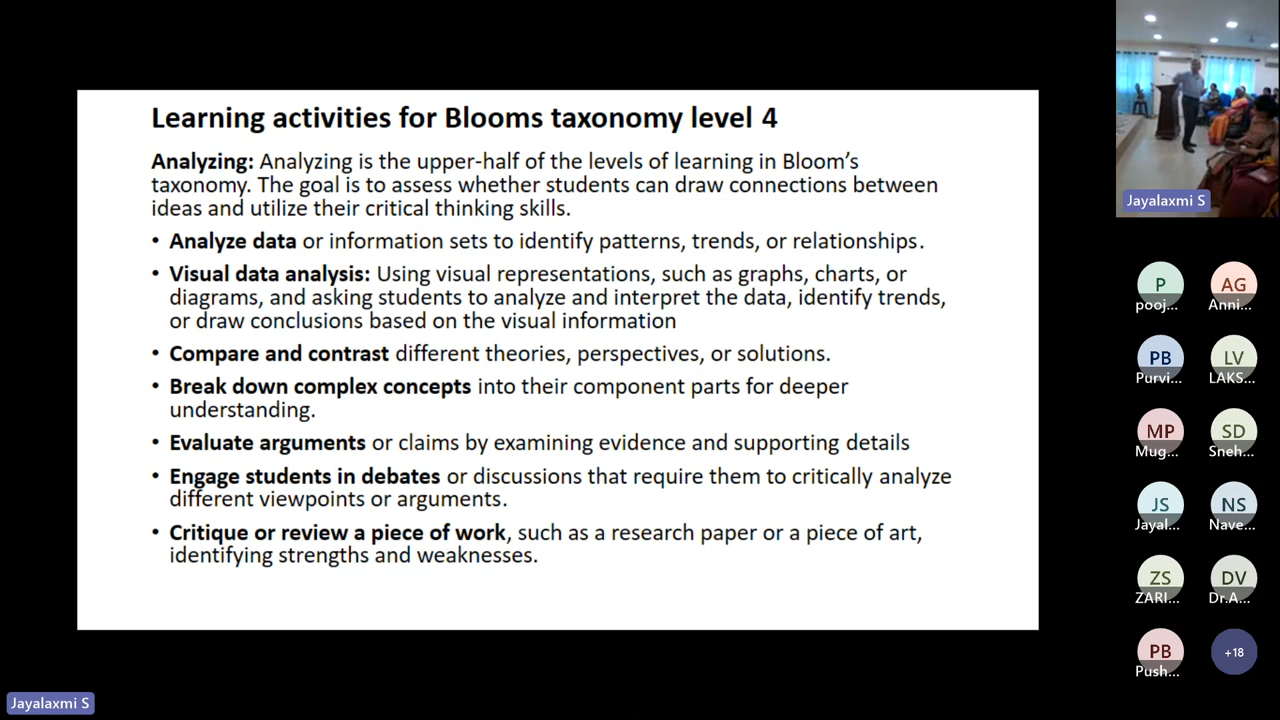 Learning activities for Blooms taxonomy level 4
Analyzing: Analyzing is the upper-half of the levels of learning in Bloom's
taxonomy. The goal is to assess whether students can draw connections between
ideas and utilize their critical thinking skills.
• Analyze data or information sets to identify patterns, trends, or relationships.
• Visual data analysis: Using visual representations, such as graphs, charts, or
diagrams, and asking students to analyze and interpret the data, identify trends,
or draw conclusions based on the visual information
• Compare and contrast different theories, perspectives, or solutions.
• Break down complex concepts into their component parts for deeper
understanding.
• Evaluate arguments or claims by examining evidence and supporting details
• Engage students in debates or discussions that require them to critically analyze
different viewpoints or arguments.
• Critique or review a piece of work, such as a research paper or a piece of art,
identifying strengths and weaknesses.
Jayalaxmi S
P AG
pooj... Anni...
PB LV
Purvi... LAKS...
MP SD
Mug... Sneh...
JS NS
Jayal... Nave...
ZS DV
ZARI... Dr.A...
PB +18
Push...
Jayalaxmi S